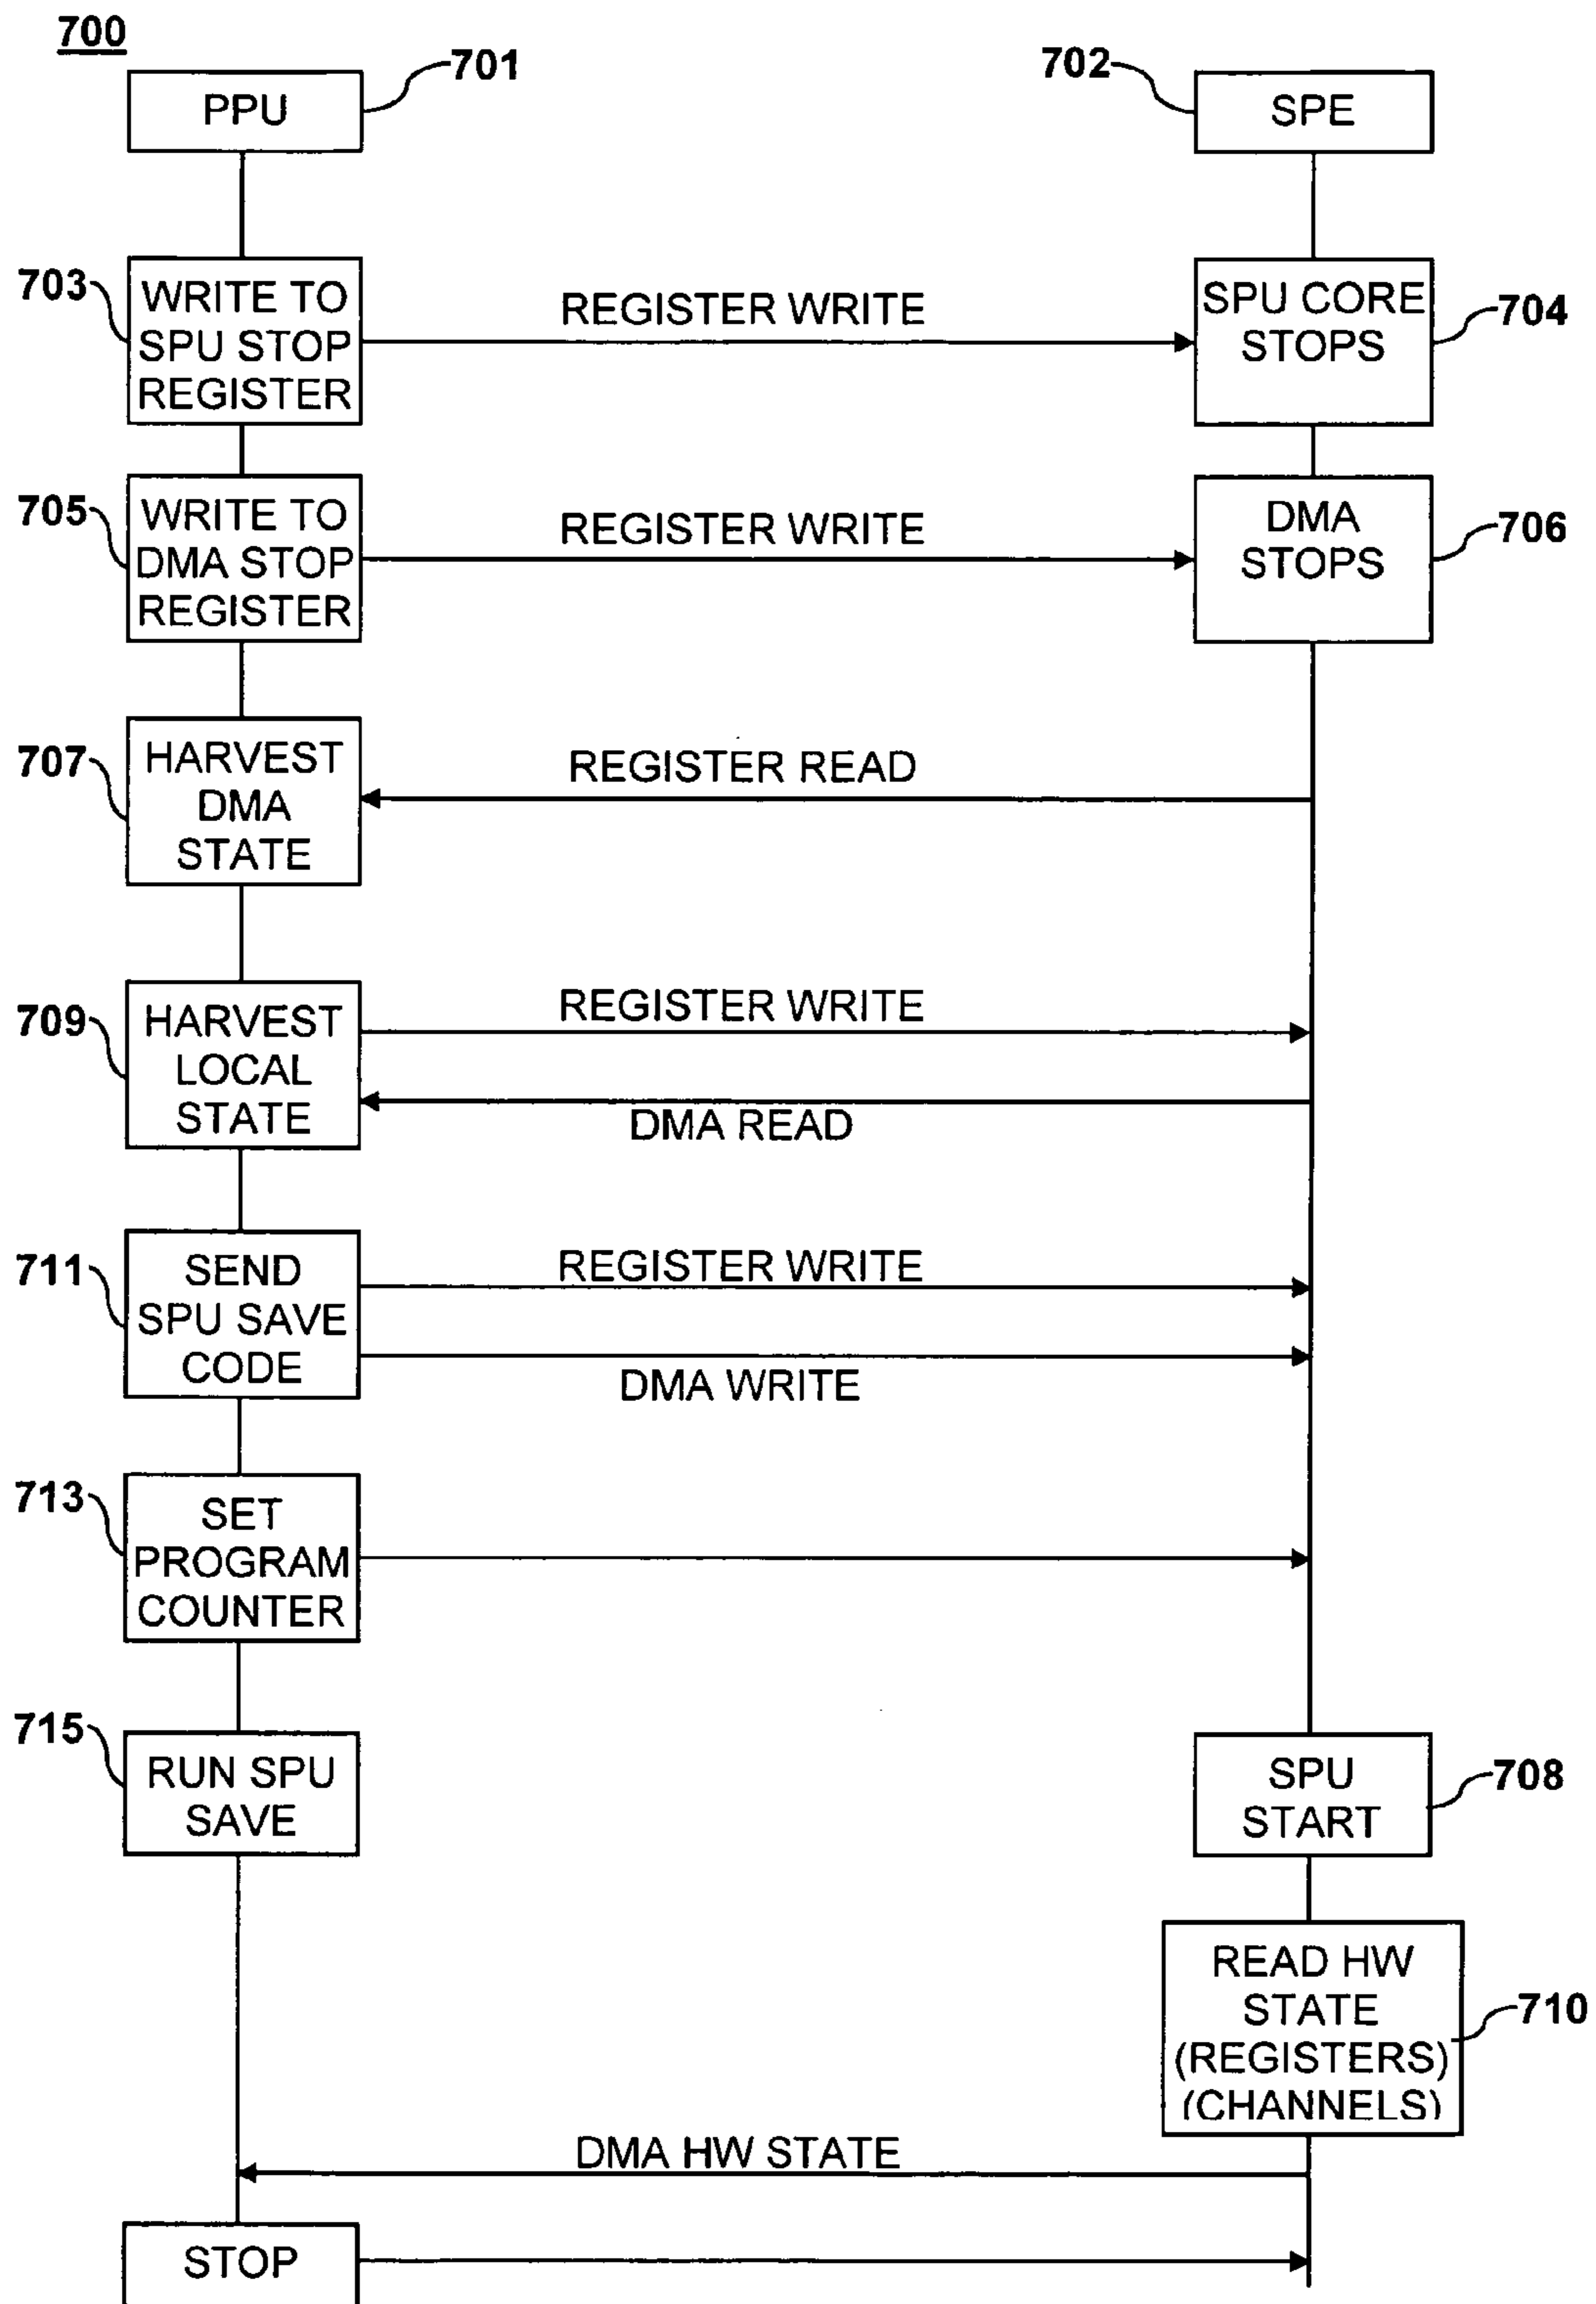 700
701
702
PPU
SPE
703
WRITE TO
SPU STOP
REGISTER
REGISTER WRITE
SPU CORE
STOPS
704
705
WRITE TO
DMA STOP
REGISTER
REGISTER WRITE
DMA
STOPS
706
707
HARVEST
DMA
STATE
REGISTER READ
709
HARVEST
LOCAL
STATE
REGISTER WRITE
DMA READ
711
SEND
SPU SAVE
CODE
REGISTER WRITE
DMA WRITE
713
SET
PROGRAM
COUNTER
715
RUN SPU
SAVE
SPU
START
708
READ HW
STATE
(REGISTERS)
(CHANNELS)
710
DMA HW STATE
STOP